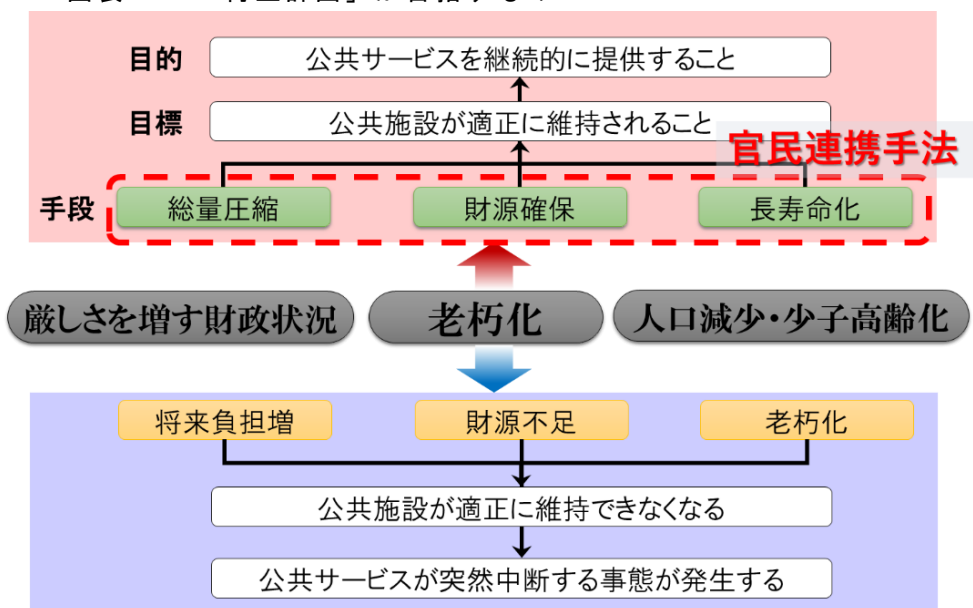 目的
公共サービスを継続的に提供すること
目標
公共施設が適正に維持されること
官民連携手法
手段
総量圧縮
財源確保
長寿命化
厳しさを増す財政状況
老朽化
人口減少・少子高齢化
将来負担増
財源不足
老朽化
公共施設が適正に維持できなくなる
公共サービスが突然中断する事態が発生する